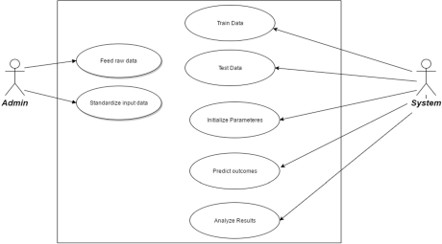 Train Data
Feed raw data
Test Data
Admin
System
Standardize input data
Initialize Parameteres
Predict outcomes
Analyze Results